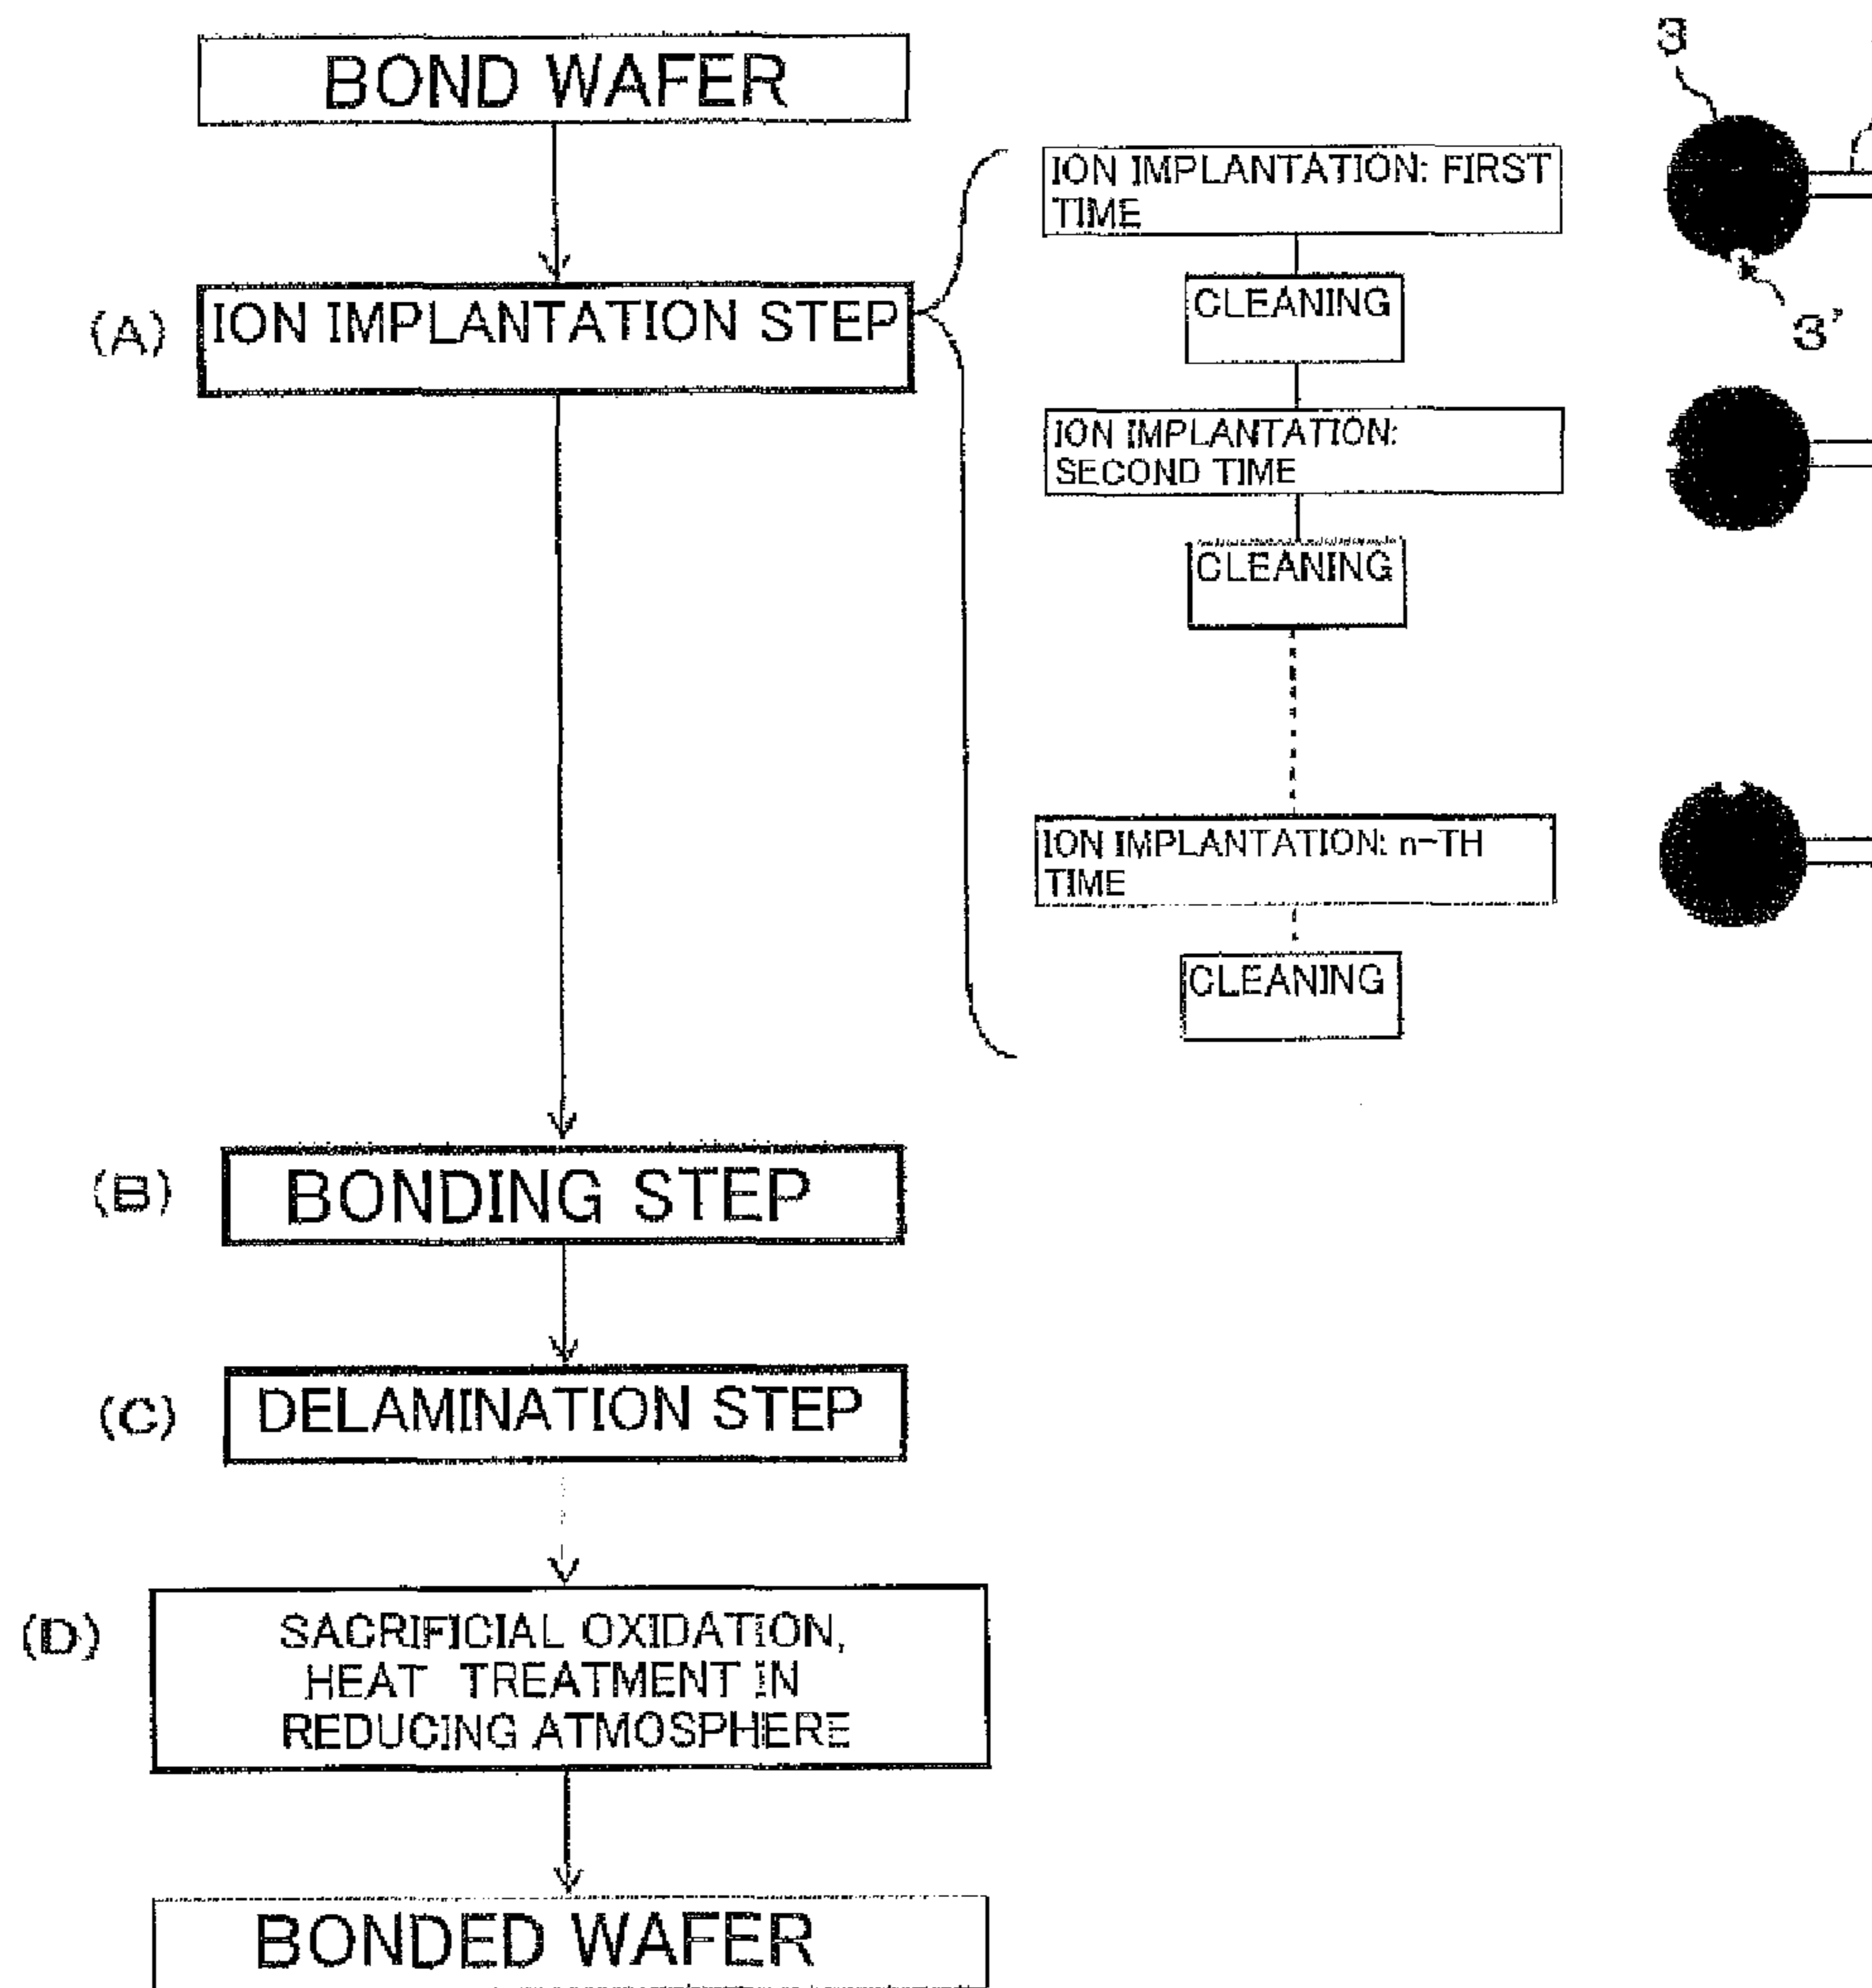 BOND WAFER
(A)
ION IMPLANTATION STEP
ION IMPLANTATION: FIRST
TIME
CLEANING
ION IMPLANTATION:
SECOND TIME
CLEANING
ION IMPLANTATION: n-TH
TIME
CLEANING
3
3'
(B)
BONDING STEP
(C)
DELAMINATION STEP
(D)
SACRIFICIAL OXIDATION,
HEAT TREATMENT IN
REDUCING ATMOSPHERE
BONDED WAFER